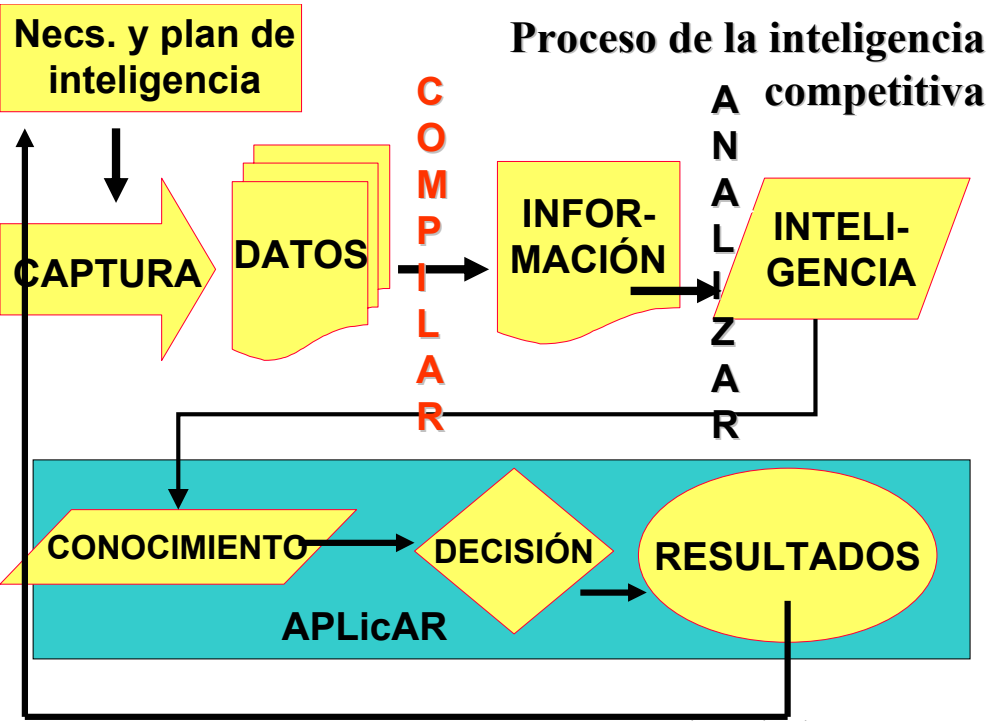 Necs. y plan de
inteligencia
Proceso de la inteligencia
competitiva
CAPTURA
DATOS
COMPILAR
INFOR-
MACIÓN
ANALIZAR
INTELI-
GENCIA
CONOCIMIENTO
DECISIÓN
RESULTADOS
APLicAR